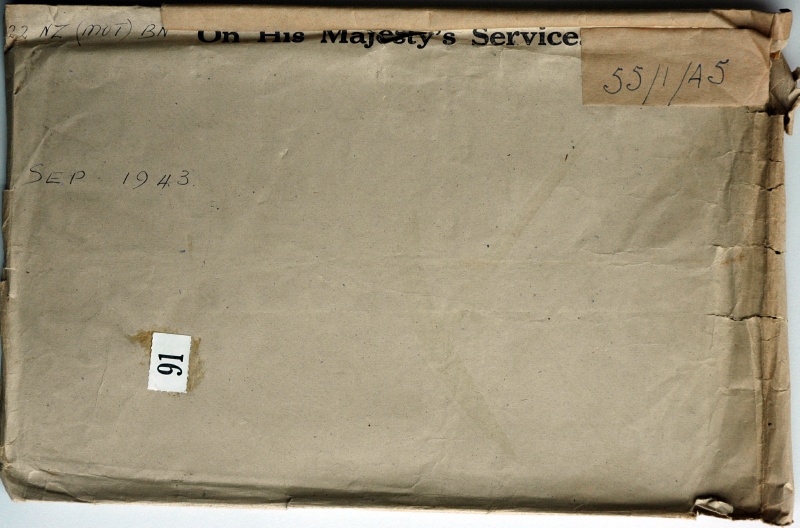 22 NZ (MOT) BN
On His Majesty's Service.
55/1/A5
SEP. 1943.
91